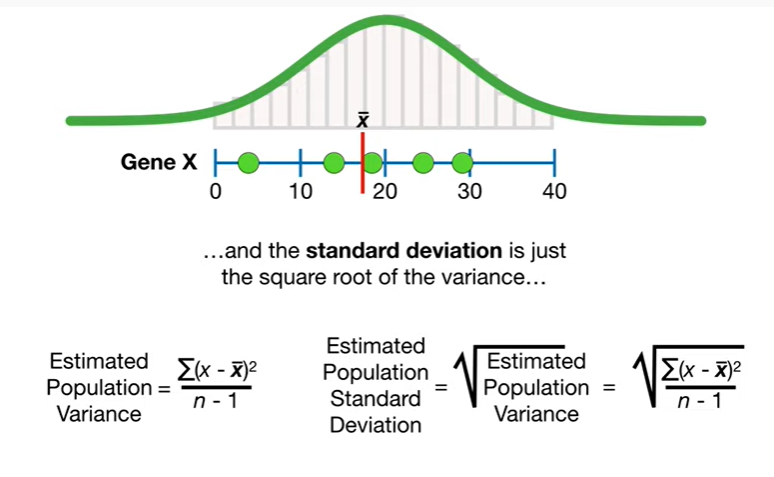 x̄
Gene X
0 10 20 30 40
…and the standard deviation is just
the square root of the variance…
Estimated
Population
Variance
= ∑(x - x̄)²
n - 1
Estimated
Population
Standard
Deviation
= √
Estimated
Population
Variance
= √
∑(x - x̄)²
n - 1